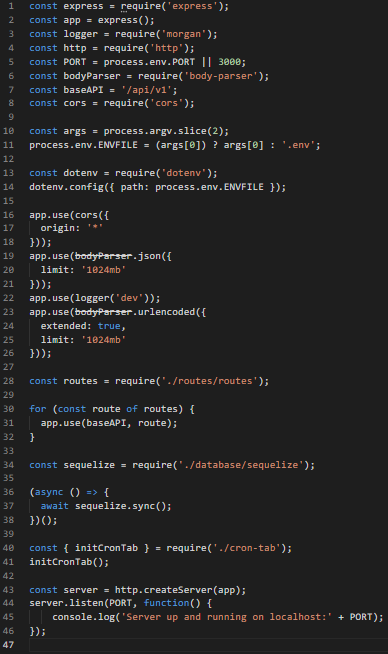 1 const express = require('express');
2 const app = express();
3 const logger = require('morgan');
4 const http = require('http');
5 const PORT = process.env.PORT || 3000;
6 const bodyParser = require('body-parser');
7 const baseAPI = '/api/v1';
8 const cors = require('cors');
9
10 const args = process.argv.slice(2);
11 process.env.ENVFILE = (args[0]) ? args[0] : '.env';
12
13 const dotenv = require('dotenv');
14 dotenv.config({ path: process.env.ENVFILE });
15
16 app.use(cors({
17   origin: '*'
18 }));
19 app.use(bodyParser.json({
20   limit: '1024mb'
21 }));
22 app.use(logger('dev'));
23 app.use(bodyParser.urlencoded({
24   extended: true,
25   limit: '1024mb'
26 }));
27
28 const routes = require('./routes/routes');
29
30 for (const route of routes) {
31   app.use(baseAPI, route);
32 }
33
34 const sequelize = require('./database/sequelize');
35
36 (async () => {
37   await sequelize.sync();
38 })();
39
40 const { initCronTab } = require('./cron-tab');
41 initCronTab();
42
43 const server = http.createServer(app);
44 server.listen(PORT, function() {
45     console.log('Server up and running on localhost:' + PORT);
46 });
47